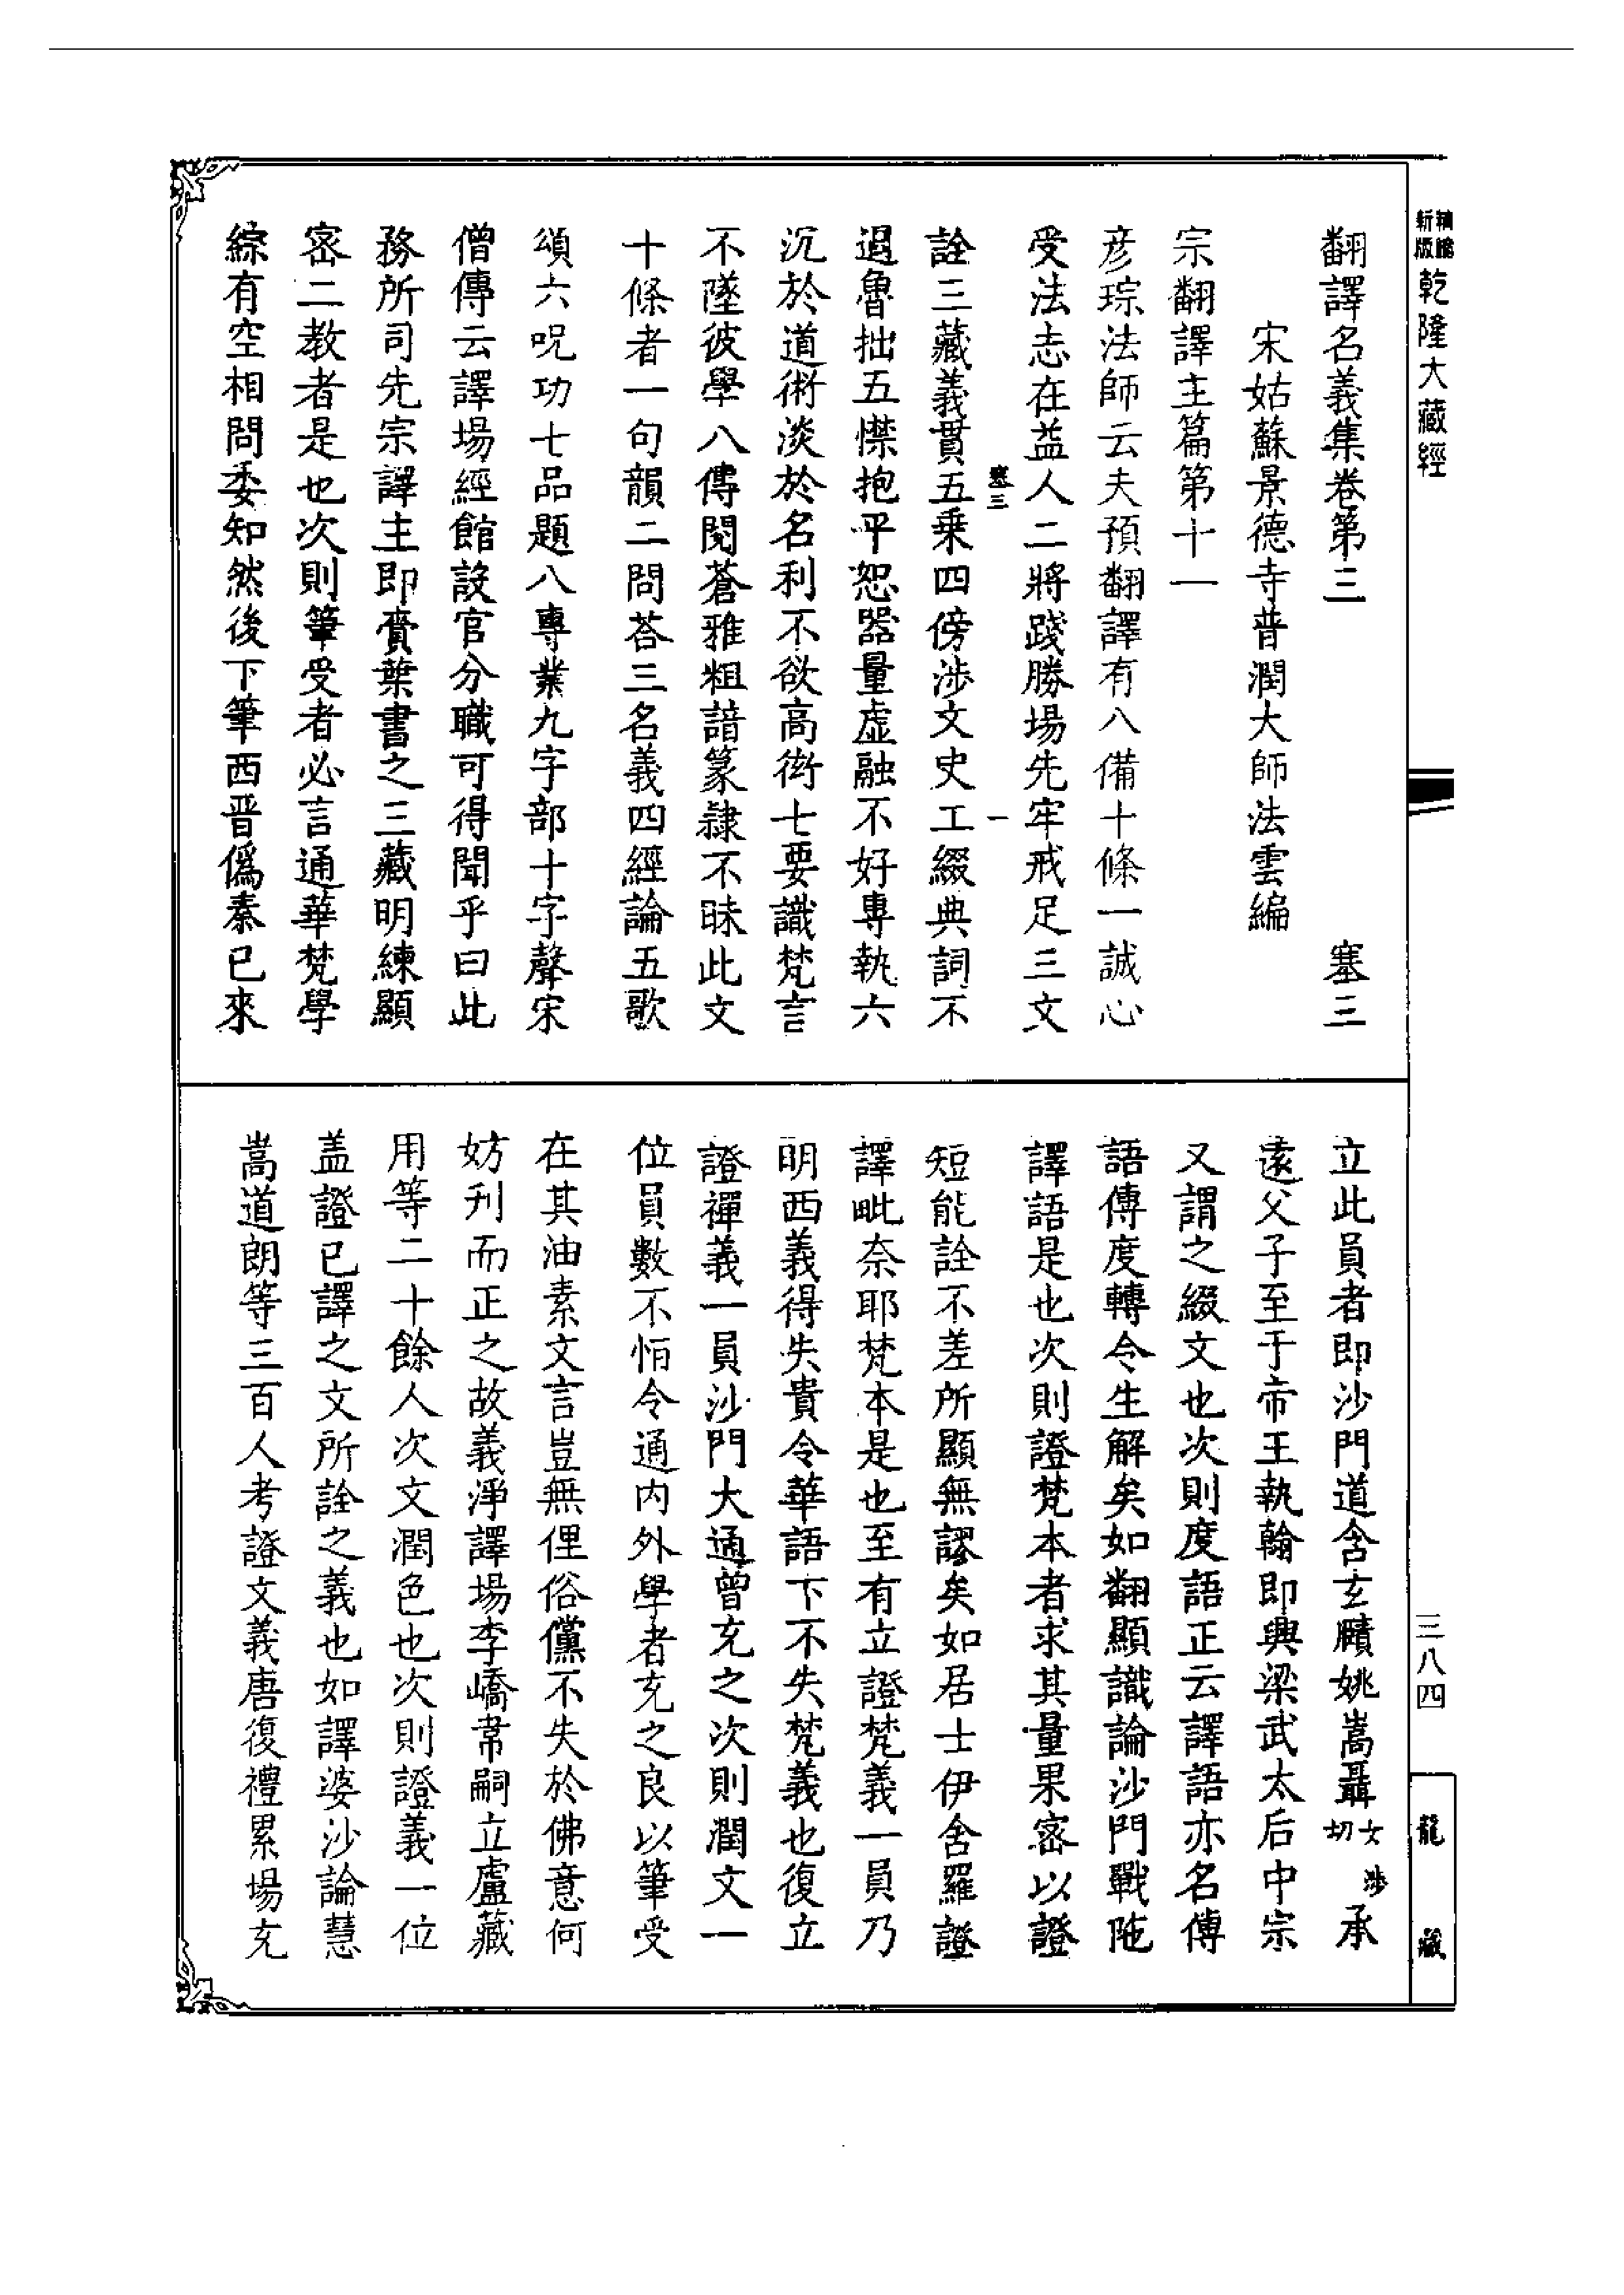 新版
精縮
乾隆大藏經
翻譯名義集卷第三 塞三
宋姑蘇景德寺普潤大師法雲編
宗翻譯主篇第十一
彦琮法師云夫預翻譯有八備十條一誠心
受法志在益人二將踐勝場先牢戒足三文
塞三 一
詮三藏義貫五乗四傍涉文史工綴典詞不
過魯拙五襟抱平恕器量虛融不好專執六
沉於道術淡於名利不欲高衒七要識梵言
不墜彼學八傳閱蒼雅粗諳篆隷不昧此文
十條者一句韻二問荅三名義四經論五歌
頌六呪功七品題八專業九字部十字聲宋
僧傳云譯場經館設官分職可得聞乎曰此
務所司先宗譯主即賷葉書之三藏明練顯
宻二教者是也次則筆受者必言通華梵學
綜有空相問委知然後下筆西晋僞秦已來
立此員者即沙門道含玄賾姚嵩聶女涉切承
逺父子至于帝王執翰即興梁武太后中宗
又謂之綴文也次則度語正云譯語亦名傳
語傳度轉令生解矣如翻顯識論沙門戰陁
譯語是也次則證梵本者求其量果宻以證
短能詮不差所顯無謬矣如居士伊舍羅證
譯毗奈耶梵本是也至有立證梵義一員乃
明西義得失貴令華語下不失梵義也復立
證禪義一員沙門大通曾充之次則潤文一
位員數不恒令通内外學者充之良以筆受
在其油素文言豈無俚俗儻不失於佛意何
妨刋而正之故義淨譯場李嶠韋嗣立盧藏
用等二十餘人次文潤色也次則證義一位
盖證已譯之文所詮之義也如譯婆沙論慧
嵩道朗等三百人考證文義唐復禮累場充
三八四
龍藏